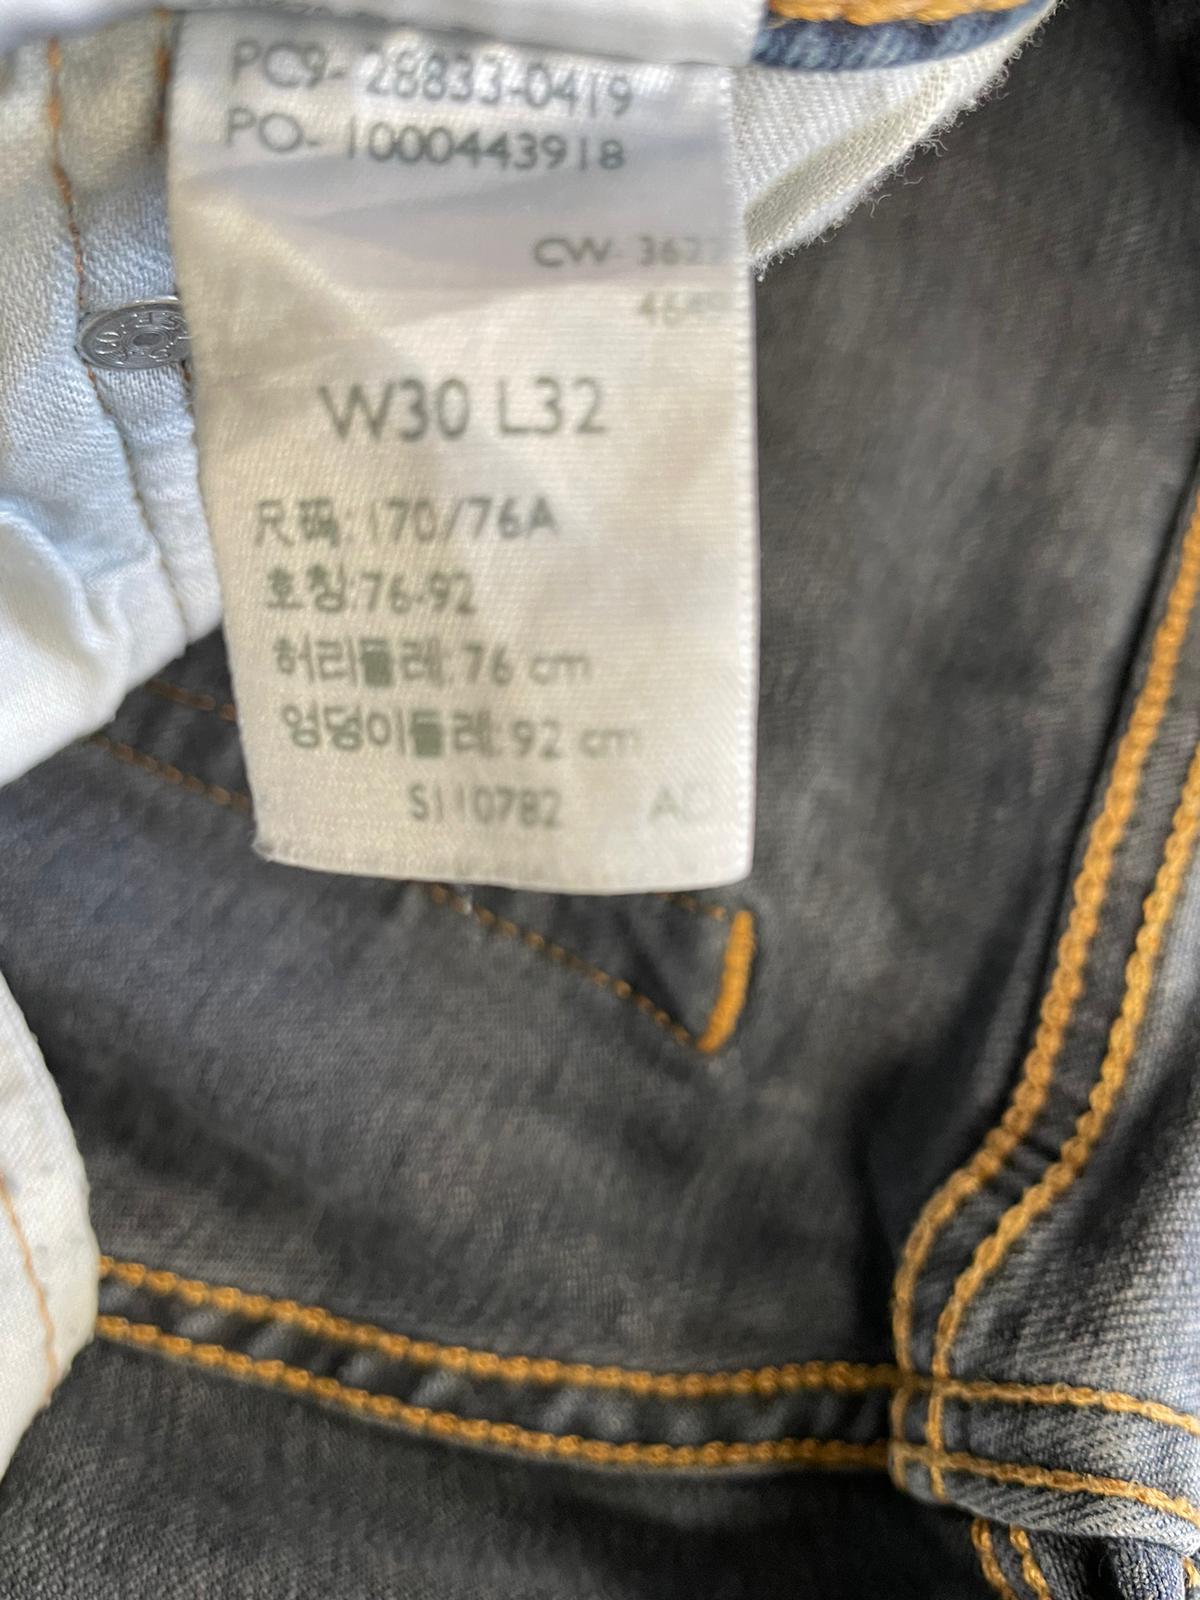 PC9- 28833-0419
PO- 1000443918
CW- 3622
W30 L32
尺码: 170/76A
호칭:76-92
허리둘레:76 cm
엉덩이둘레:92 cm
S110782